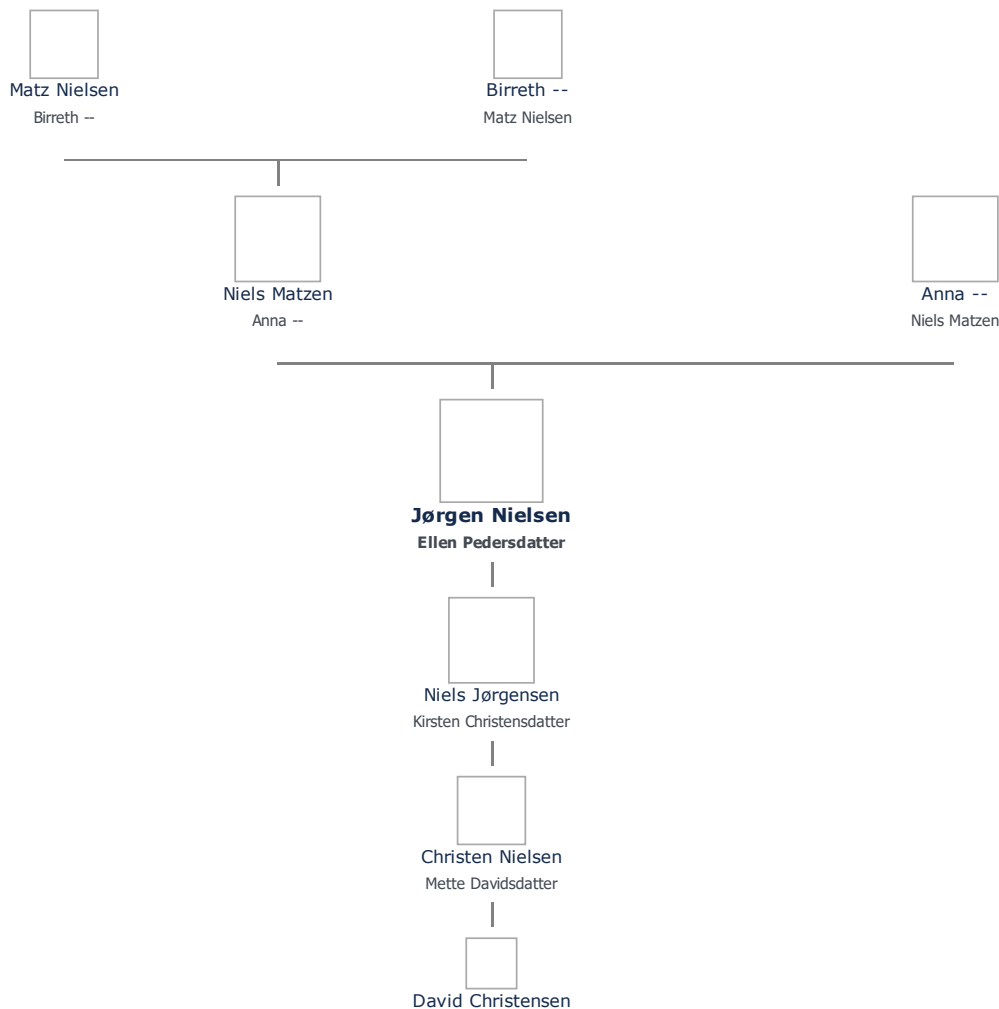 Matz Nielsen
Birreth --
Birreth --
Matz Nielsen
Niels Matzen
Anna --
Anna --
Niels Matzen
Jørgen Nielsen
Ellen Pedersdatter
Niels Jørgensen
Kirsten Christensdatter
Christen Nielsen
Mette Davidsdatter
David Christensen